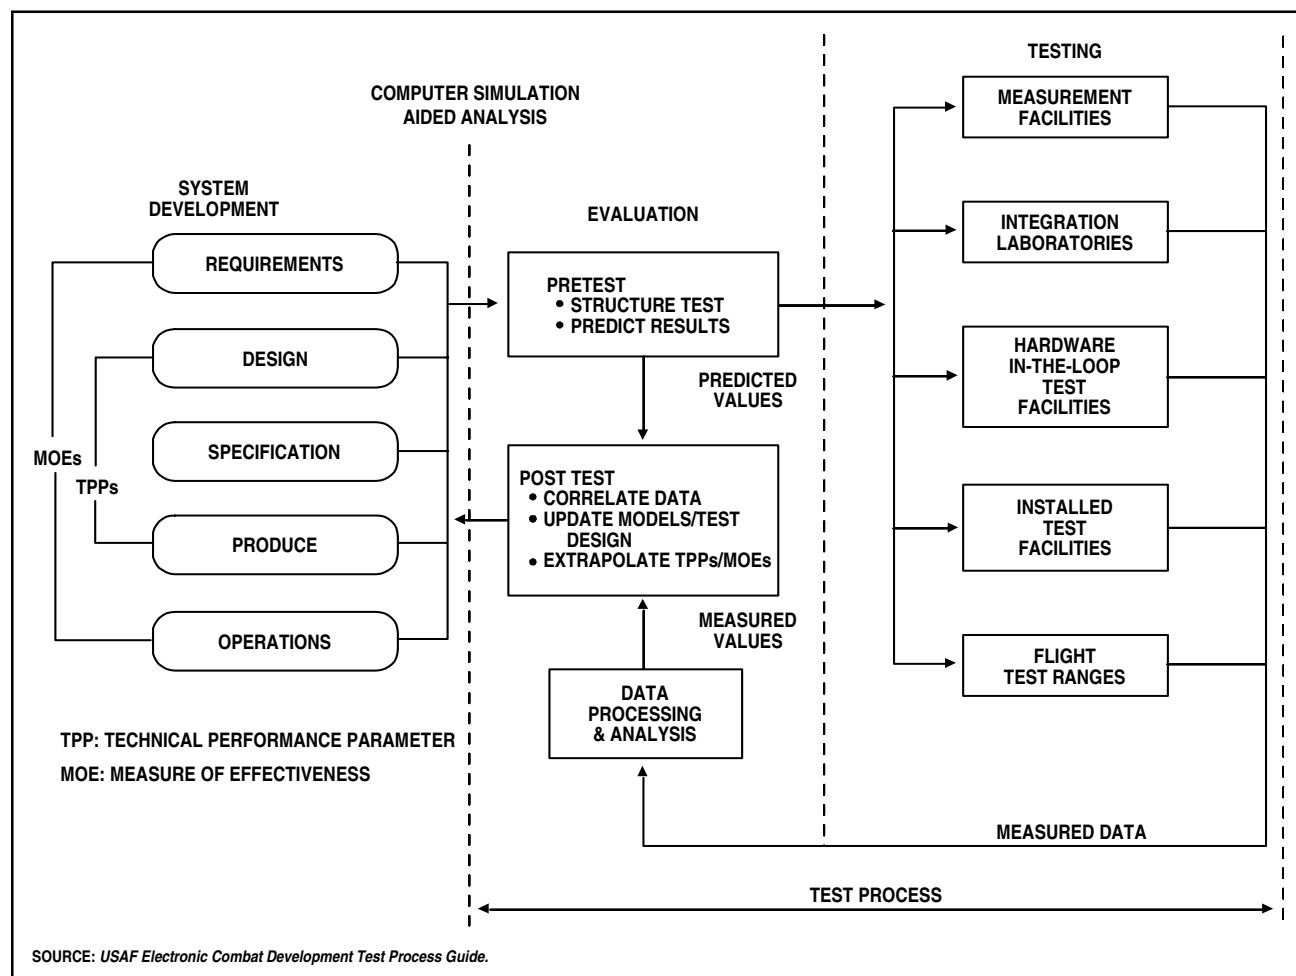 COMPUTER SIMULATION
AIDED ANALYSIS
SYSTEM
DEVELOPMENT
REQUIREMENTS
DESIGN
SPECIFICATION
PRODUCE
OPERATIONS
MOEs
TPPs
TPP: TECHNICAL PERFORMANCE PARAMETER
MOE: MEASURE OF EFFECTIVENESS
EVALUATION
PRETEST
• STRUCTURE TEST
• PREDICT RESULTS
PREDICTED
VALUES
POST TEST
• CORRELATE DATA
• UPDATE MODELS/TEST
DESIGN
• EXTRAPOLATE TPPs/MOEs
MEASURED
VALUES
DATA
PROCESSING
& ANALYSIS
TESTING
MEASUREMENT
FACILITIES
INTEGRATION
LABORATORIES
HARDWARE
IN-THE-LOOP
TEST
FACILITIES
INSTALLED
TEST
FACILITIES
FLIGHT
TEST RANGES
MEASURED DATA
TEST PROCESS
SOURCE: USAF Electronic Combat Development Test Process Guide.